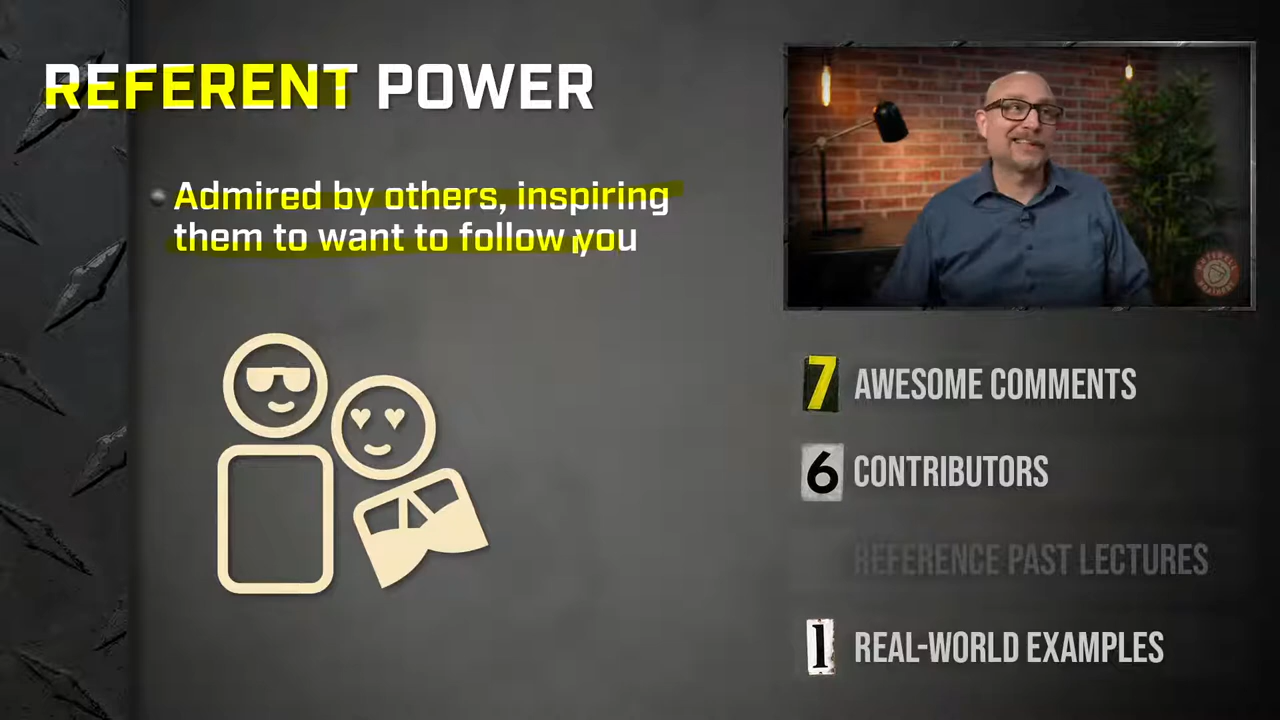 REFERENT POWER
Admired by others, inspiring
them to want to follow you
7 AWESOME COMMENTS
6 CONTRIBUTORS
REFERENCE PAST LECTURES
1 REAL-WORLD EXAMPLES